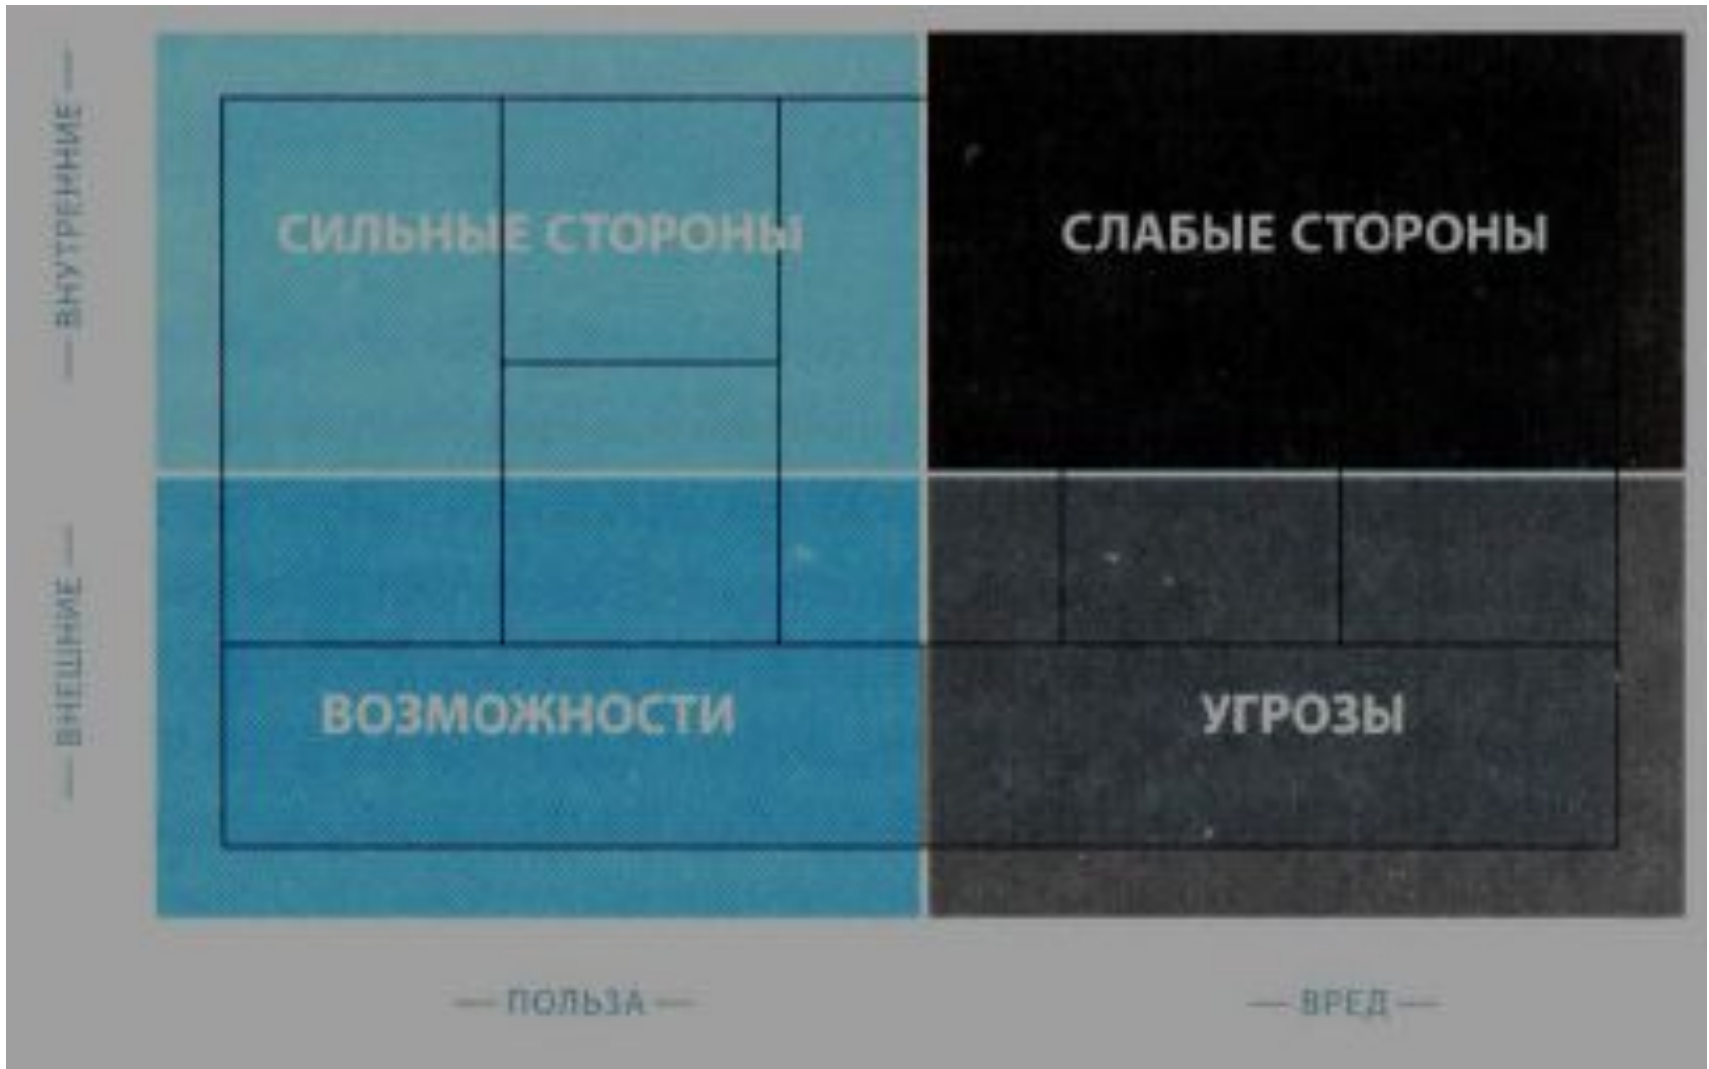 ВНУТРЕННИЕ
СИЛЬНЫЕ СТОРОНЫ
СЛАБЫЕ СТОРОНЫ
ВНЕШНИЕ
ВОЗМОЖНОСТИ
УГРОЗЫ
ПОЛЬЗА
ВРЕД